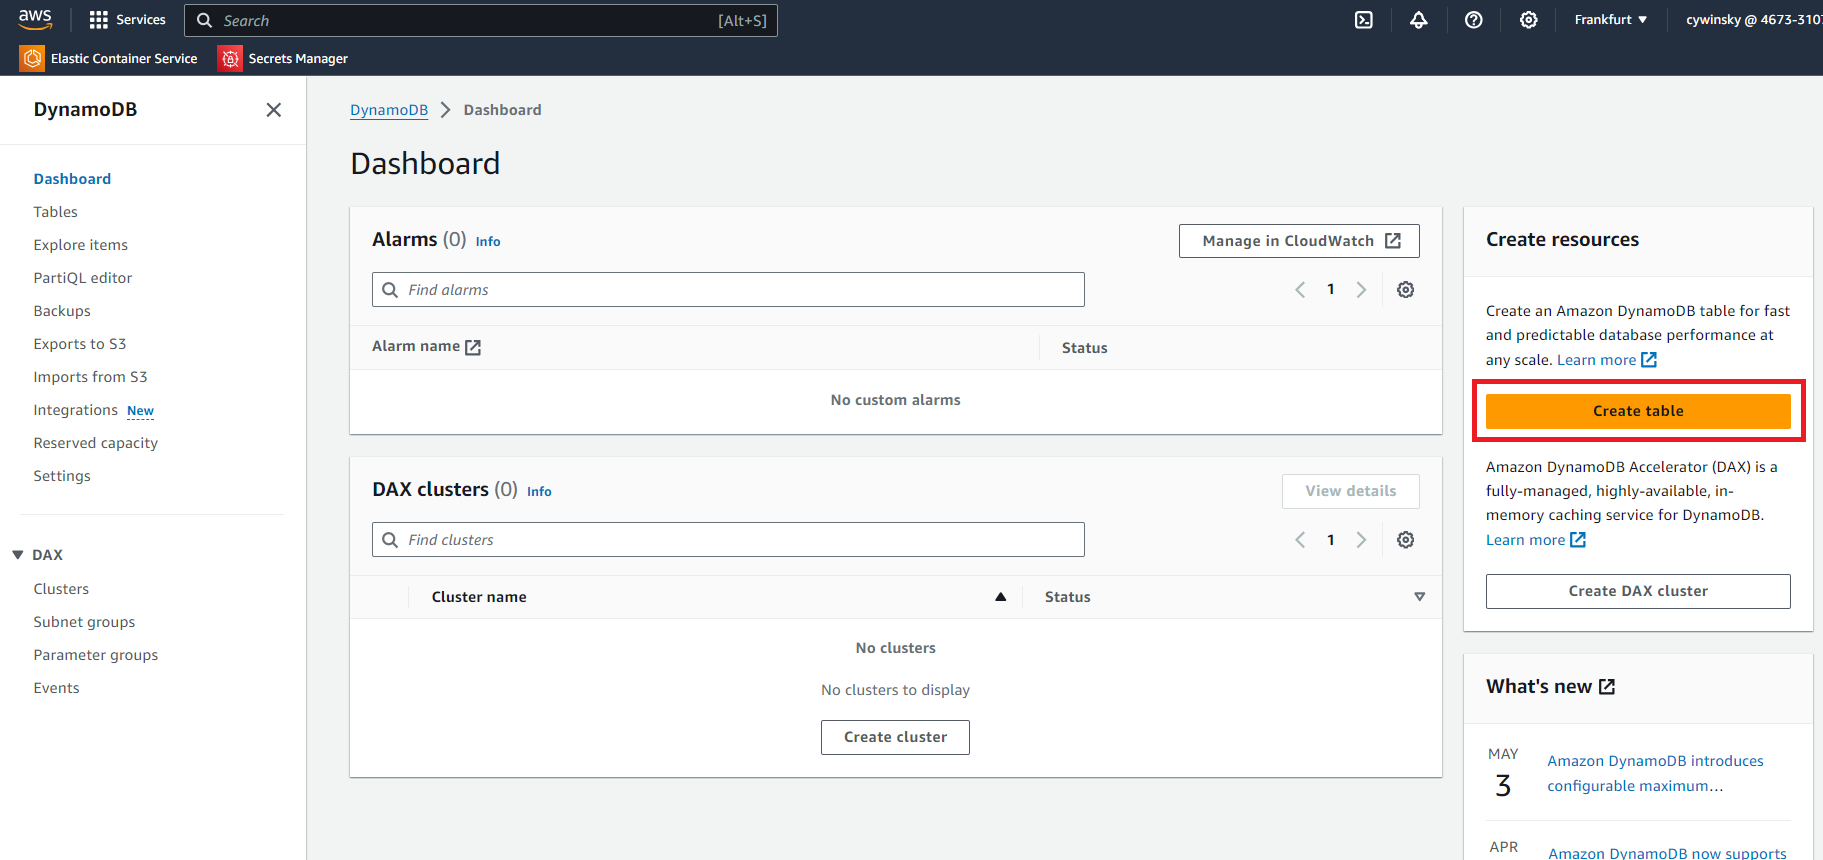 aws
Services
Search
[Alt+S]
Frankfurt
cywinsky @ 4673-3107
Elastic Container Service
Secrets Manager
DynamoDB
Dashboard
Tables
Explore items
PartiQL editor
Backups
Exports to S3
Imports from S3
Integrations New
Reserved capacity
Settings
DAX
Clusters
Subnet groups
Parameter groups
Events
DynamoDB > Dashboard
Dashboard
Alarms (0) Info
Manage in CloudWatch
Find alarms
1
Alarm name
Status
No custom alarms
DAX clusters (0) Info
View details
Find clusters
1
Cluster name
Status
No clusters
No clusters to display
Create cluster
Create resources
Create an Amazon DynamoDB table for fast
and predictable database performance at
any scale. Learn more
Create table
Amazon DynamoDB Accelerator (DAX) is a
fully-managed, highly-available, in-
memory caching service for DynamoDB.
Learn more
Create DAX cluster
What's new
MAY
3
Amazon DynamoDB introduces
configurable maximum…
APR
Amazon DynamoDB now supports